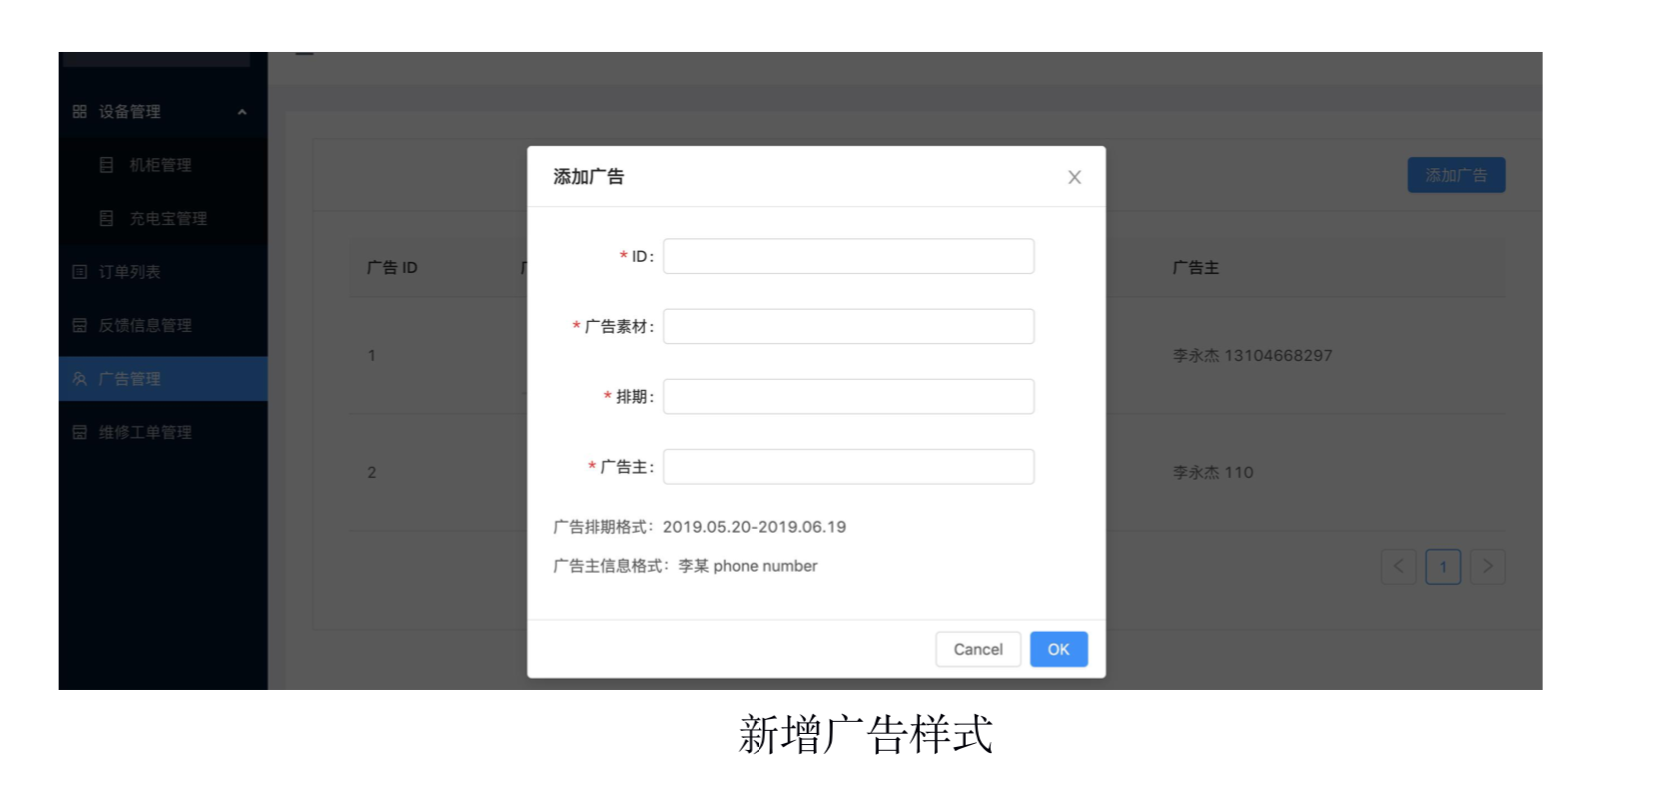 设备管理
机柜管理
充电宝管理
订单列表
反馈信息管理
广告管理
维修工单管理
添加广告
添加广告
广告 ID
广告主
1
李永杰 13104668297
2
李永杰 110
* ID:
* 广告素材:
* 排期:
* 广告主:
广告排期格式：2019.05.20-2019.06.19
广告主信息格式：李某 phone number
Cancel OK
< 1 >
新增广告样式